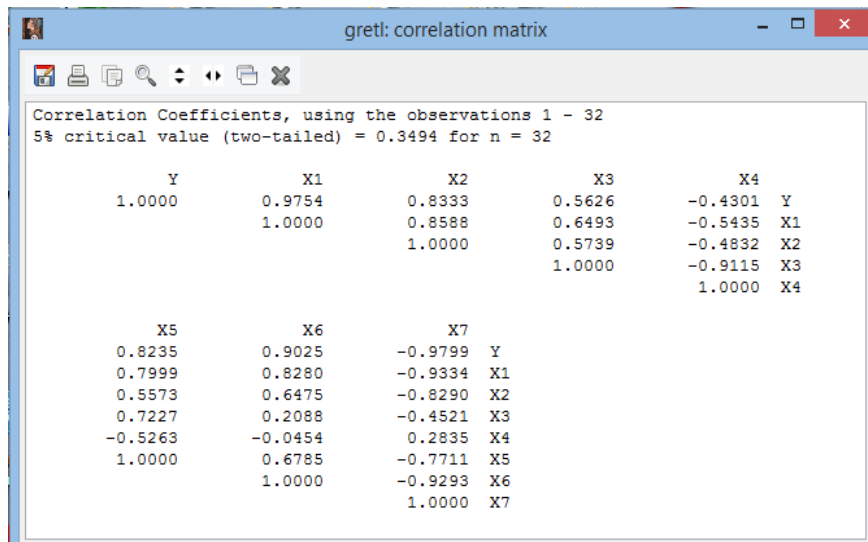 gretl: correlation matrix
Correlation Coefficients, using the observations 1 - 32
5% critical value (two-tailed) = 0.3494 for n = 32
Y X1 X2 X3 X4
1.0000 0.9754 0.8333 0.5626 -0.4301 Y
1.0000 0.8588 0.6493 -0.5435 X1
1.0000 0.5739 -0.4832 X2
1.0000 -0.9115 X3
1.0000 X4
X5 X6 X7
0.8235 0.9025 -0.9799 Y
0.7999 0.8280 -0.9334 X1
0.5573 0.6475 -0.8290 X2
0.7227 0.2088 -0.4521 X3
-0.5263 -0.0454 0.2835 X4
1.0000 0.6785 -0.7711 X5
1.0000 -0.9293 X6
1.0000 X7